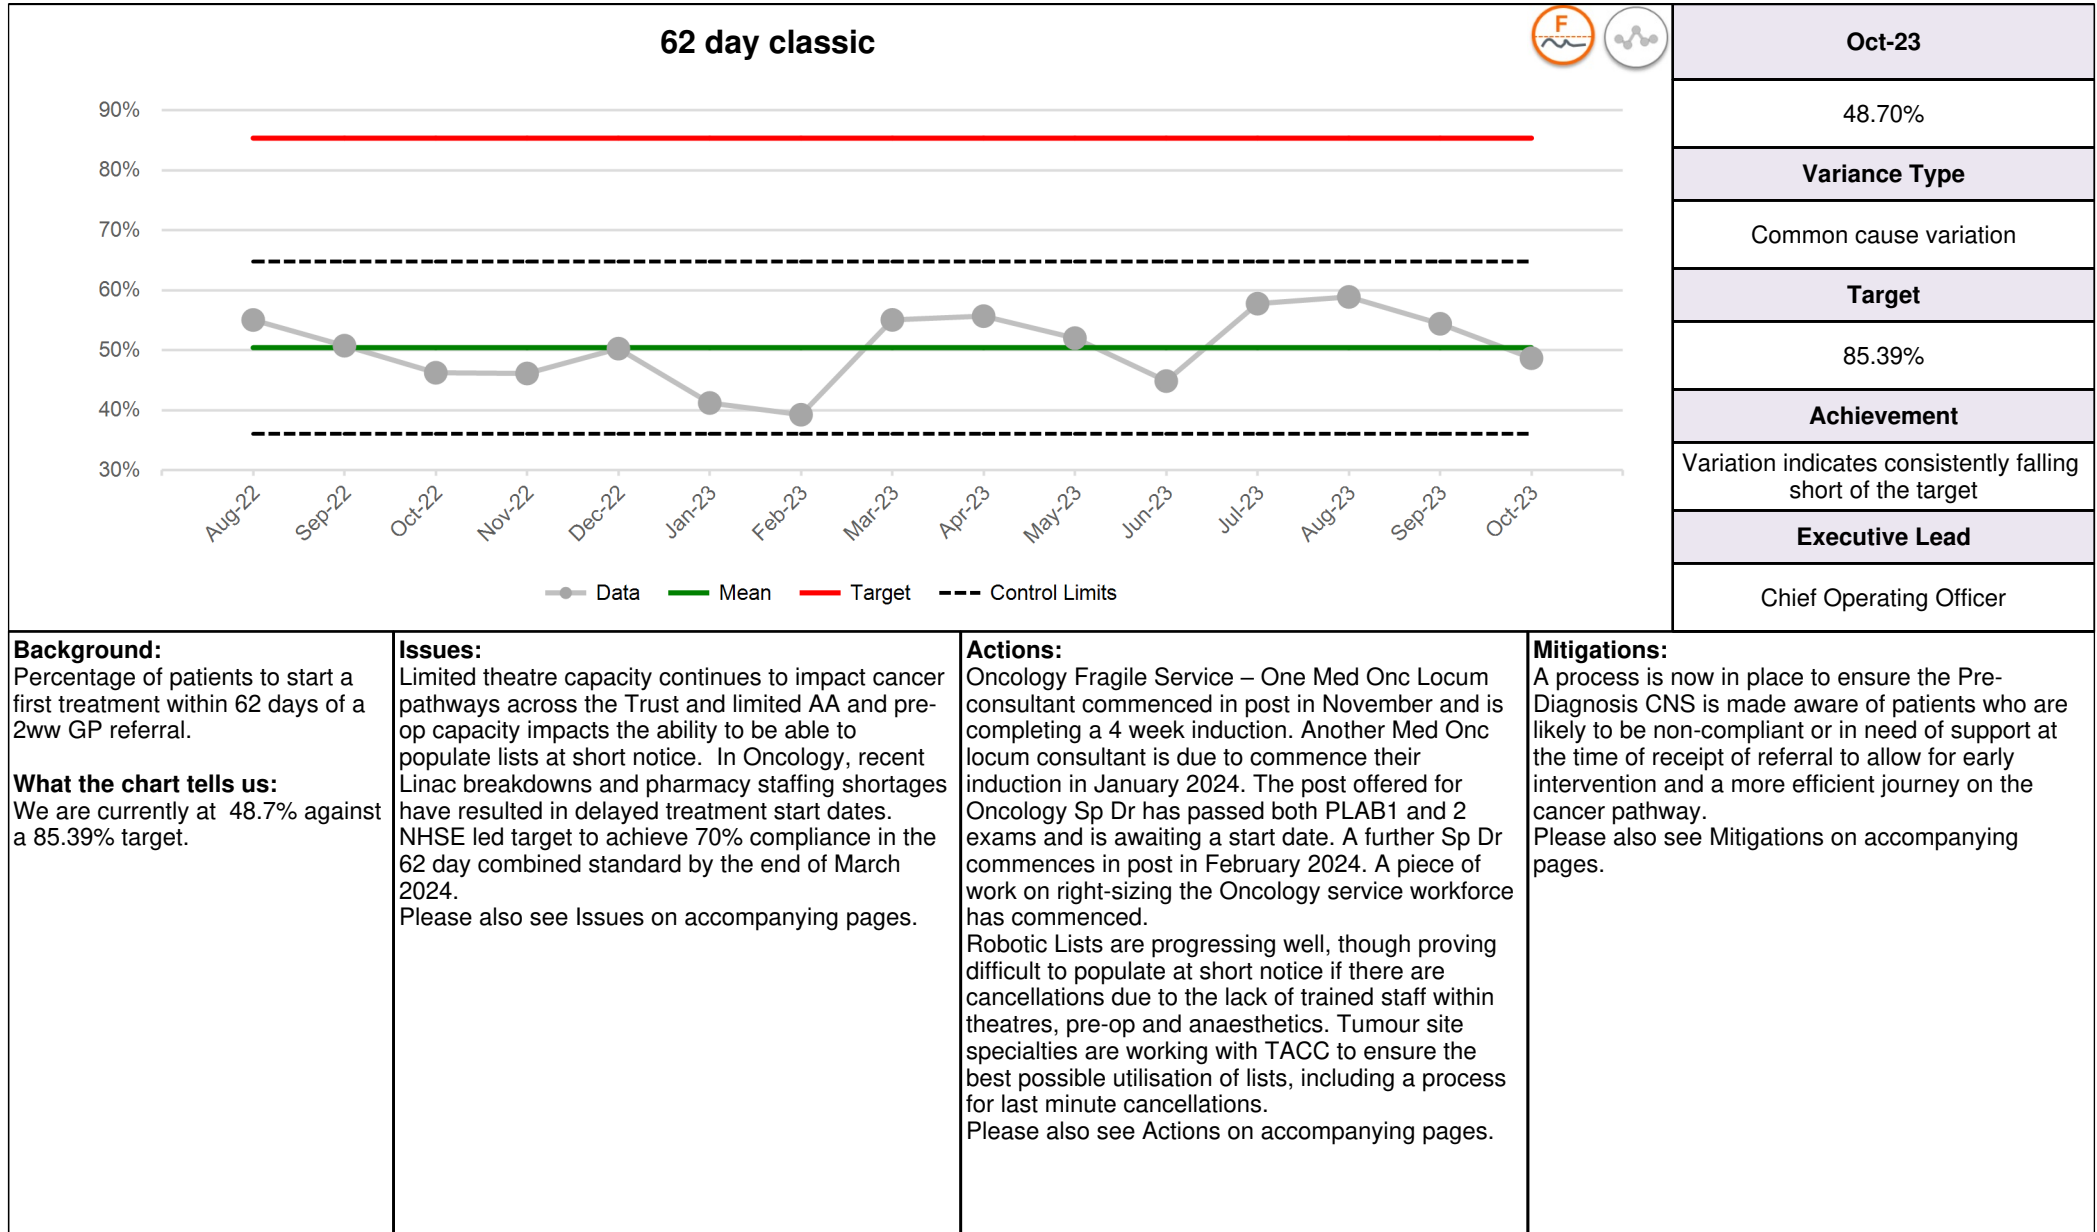 62 day classic
F
90%
80%
70%
60%
50%
40%
30%
Aug-22
Sep-22
Oct-22
Nov-22
Dec-22
Jan-23
Feb-23
Mar-23
Apr-23
May-23
Jun-23
Jul-23
Aug-23
Sep-23
Oct-23
Data
Mean
Target
Control Limits
Oct-23
48.70%
Variance Type
Common cause variation
Target
85.39%
Achievement
Variation indicates consistently falling
short of the target
Executive Lead
Chief Operating Officer
Background:
Percentage of patients to start a
first treatment within 62 days of a
2ww GP referral.
What the chart tells us:
We are currently at  48.7% against
a 85.39% target.
Issues:
Limited theatre capacity continues to impact cancer
pathways across the Trust and limited AA and pre-
op capacity impacts the ability to be able to
populate lists at short notice.  In Oncology, recent
Linac breakdowns and pharmacy staffing shortages
have resulted in delayed treatment start dates.
NHSE led target to achieve 70% compliance in the
62 day combined standard by the end of March
2024.
Please also see Issues on accompanying pages.
Actions:
Oncology Fragile Service – One Med Onc Locum
consultant commenced in post in November and is
completing a 4 week induction. Another Med Onc
locum consultant is due to commence their
induction in January 2024. The post offered for
Oncology Sp Dr has passed both PLAB1 and 2
exams and is awaiting a start date. A further Sp Dr
commences in post in February 2024. A piece of
work on right-sizing the Oncology service workforce
has commenced.
Robotic Lists are progressing well, though proving
difficult to populate at short notice if there are
cancellations due to the lack of trained staff within
theatres, pre-op and anaesthetics. Tumour site
specialties are working with TACC to ensure the
best possible utilisation of lists, including a process
for last minute cancellations.
Please also see Actions on accompanying pages.
Mitigations:
A process is now in place to ensure the Pre-
Diagnosis CNS is made aware of patients who are
likely to be non-compliant or in need of support at
the time of receipt of referral to allow for early
intervention and a more efficient journey on the
cancer pathway.
Please also see Mitigations on accompanying
pages.